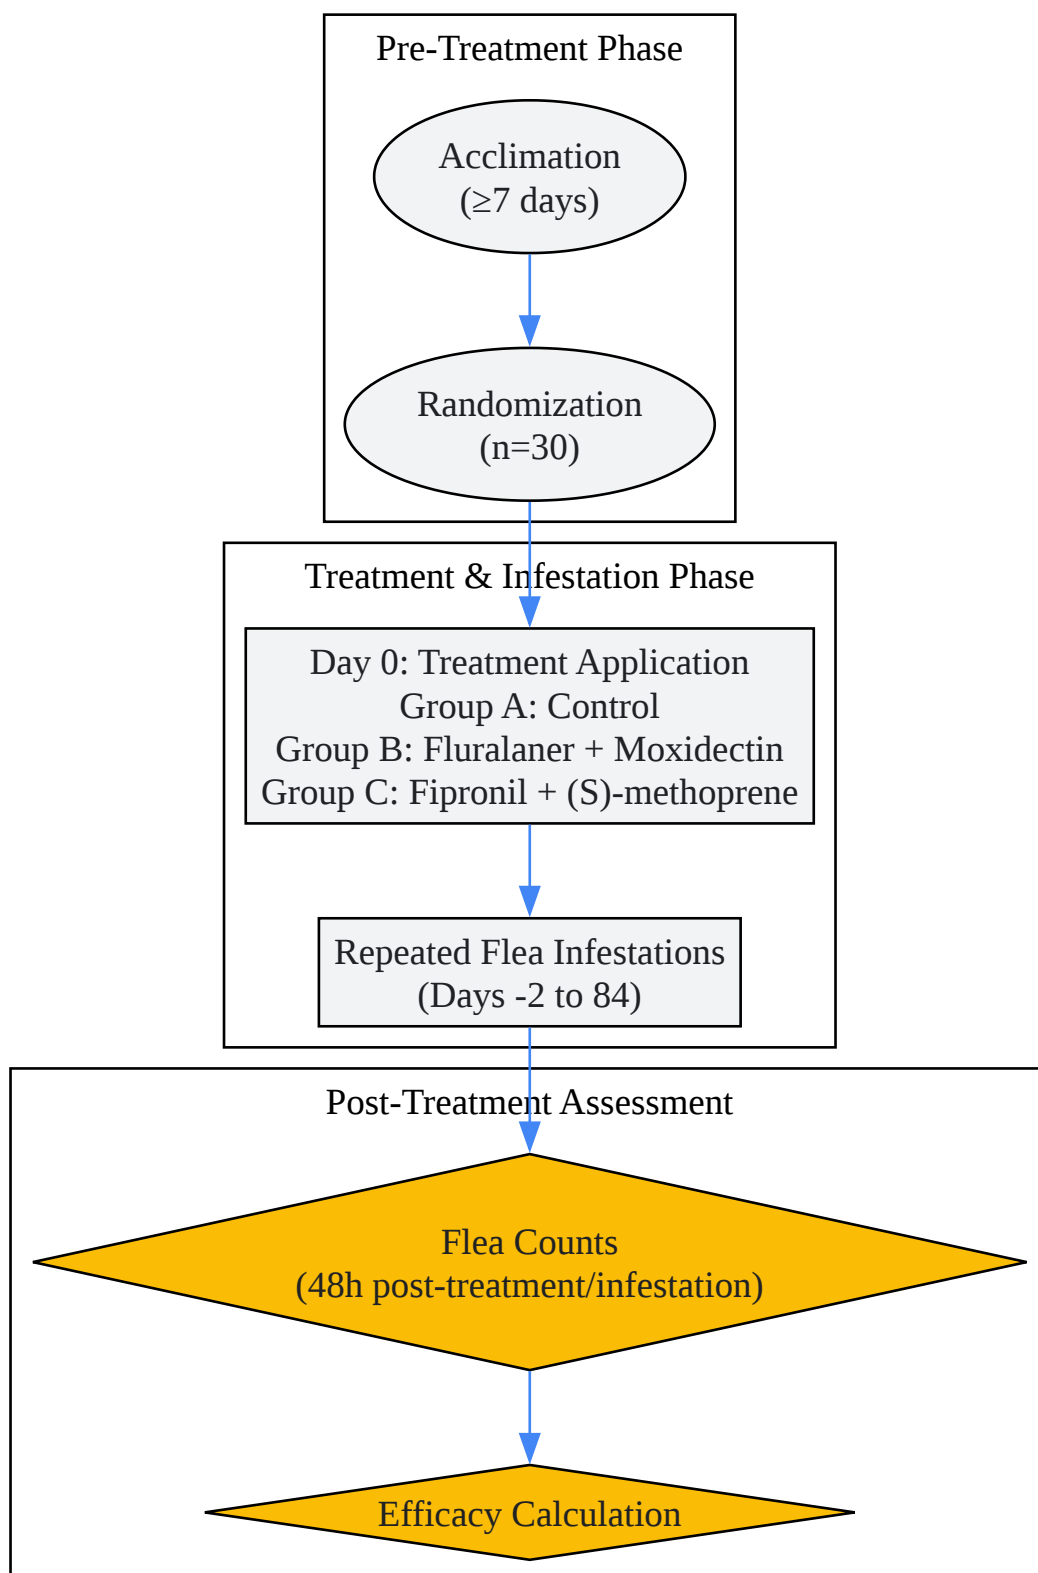 Pre-Treatment Phase
Acclimation
(≥7 days)
Randomization
(n=30)
Treatment & Infestation Phase
Day 0: Treatment Application
Group A: Control
Group B: Fluralaner + Moxidectin
Group C: Fipronil + (S)-methoprene
Repeated Flea Infestations
(Days -2 to 84)
Post-Treatment Assessment
Flea Counts
(48h post-treatment/infestation)
Efficacy Calculation